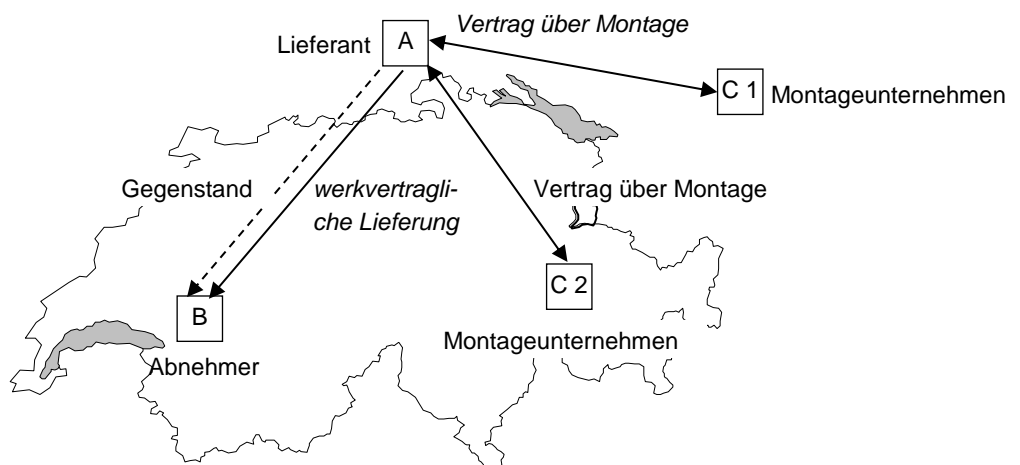 Vertrag über Montage
Lieferant
A
C 1
Montageunternehmen
Gegenstand
werkvertragli-
che Lieferung
Vertrag über Montage
C 2
B
Montageunternehmen
Abnehmer